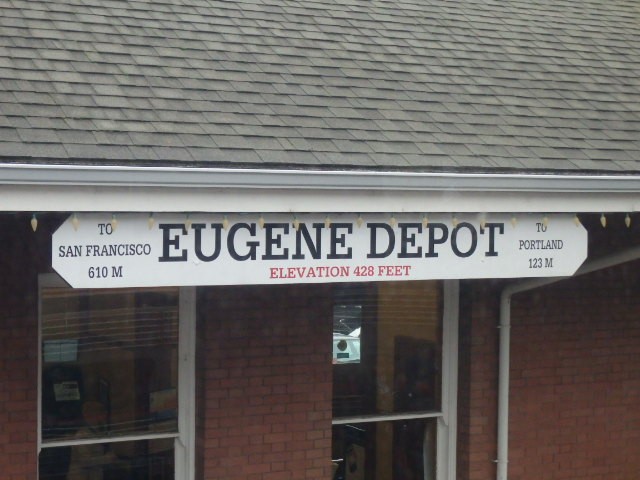 TO
SAN FRANCISCO
610 M
EUGENE DEPOT
ELEVATION 428 FEET
TO
PORTLAND
123 M